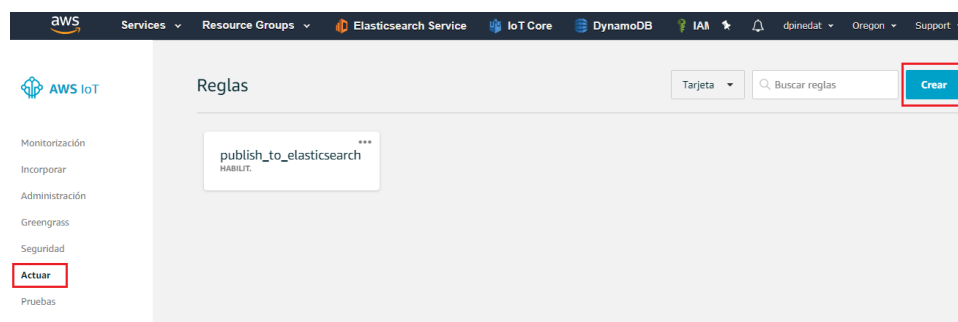 aws Services Resource Groups Elasticsearch Service IoT Core DynamoDB IAM dpinedat Oregon Support
AWS IoT
Reglas Tarjeta Buscar reglas Crear
Monitorización
Incorporar
Administración
Greengrass
Seguridad
Actuar
Pruebas
publish_to_elasticsearch
HABILIT.